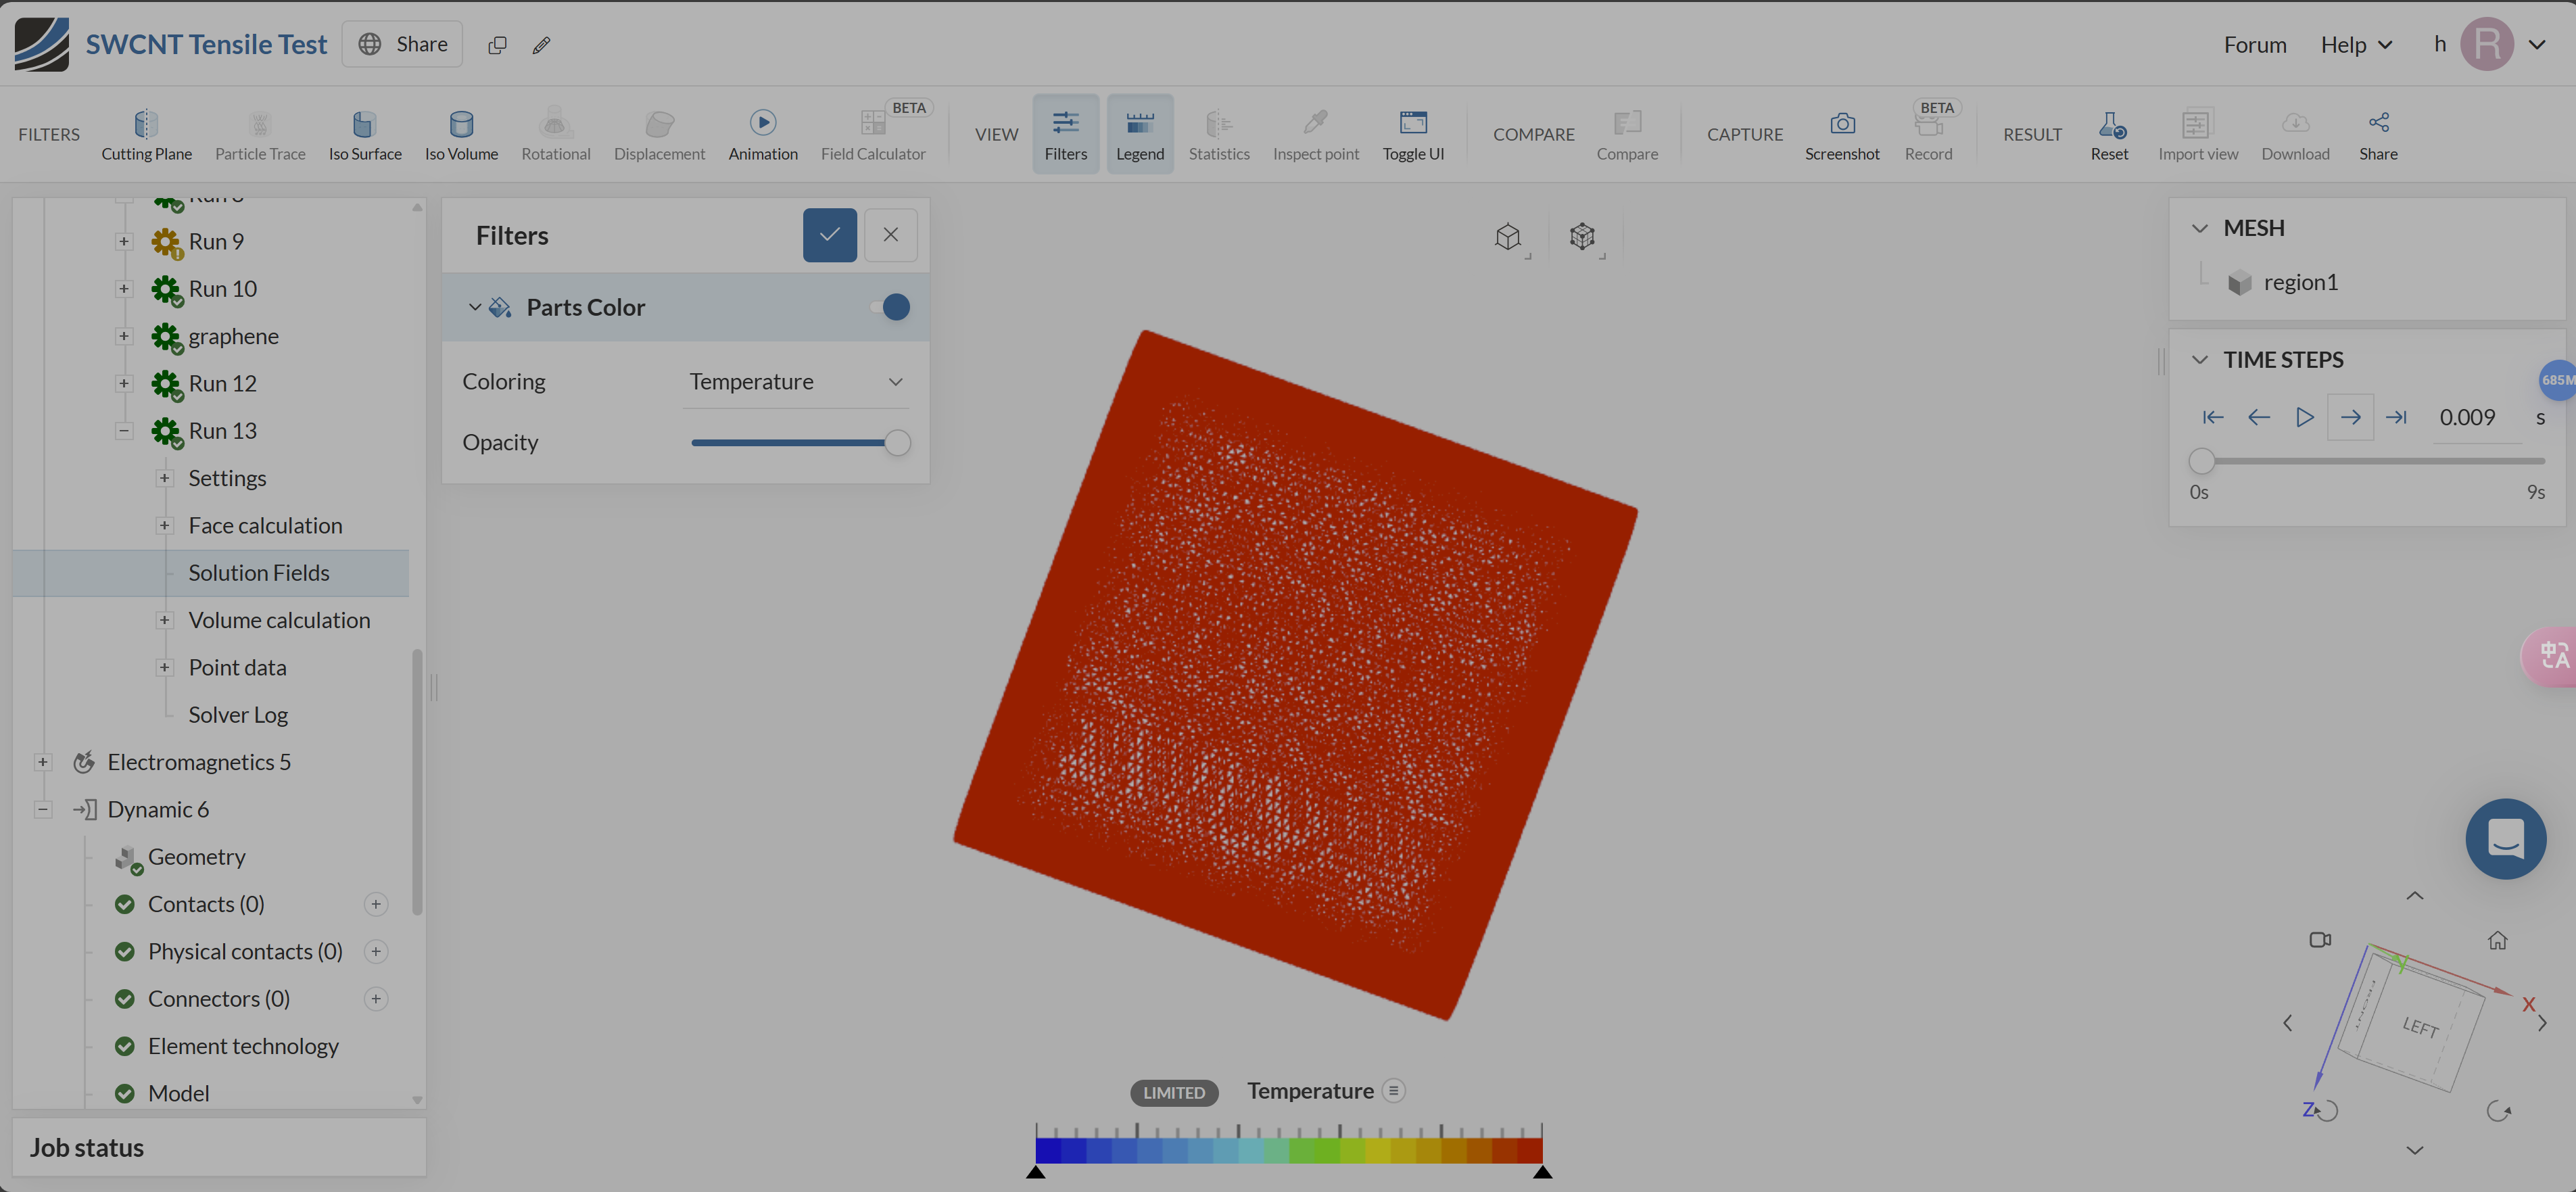 SWCNT Tensile Test
Share
Forum
Help
h
R
FILTERS
Cutting Plane
Particle Trace
Iso Surface
Iso Volume
Rotational
Displacement
Animation
BETA
Field Calculator
VIEW
Filters
Legend
Statistics
Inspect point
Toggle UI
COMPARE
Compare
CAPTURE
Screenshot
BETA
Record
RESULT
Reset
Import view
Download
Share
Run 9
Run 10
graphene
Run 12
Run 13
Settings
Face calculation
Solution Fields
Volume calculation
Point data
Solver Log
Electromagnetics 5
Dynamic 6
Geometry
Contacts (0)
Physical contacts (0)
Connectors (0)
Element technology
Model
Job status
Filters
Parts Color
Coloring
Temperature
Opacity
LIMITED
Temperature
MESH
region1
TIME STEPS
685M
0.009
s
0s
9s
中A
LEFT
Y
X
Z